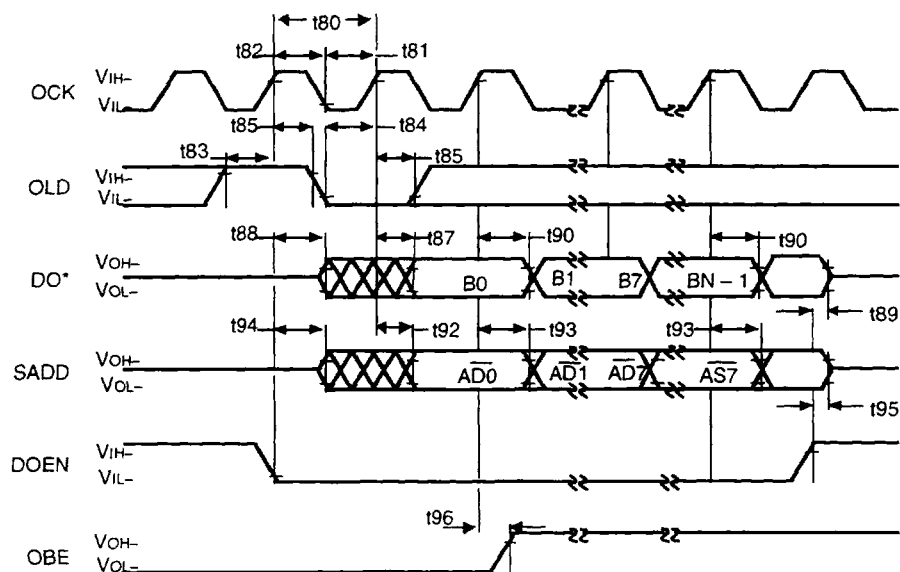 t80
t82 t81
OCK VIH– VIL–
t85 t84
t83 t85
OLD VIH– VIL–
t88 t87 t90 t90
DO* VOH– VOL–
B0 B1 B7 BN – 1
t89
t94 t92 t93 t93
SADD VOH– VOL–
AD0 AD1 AD7 AS7
t95
DOEN VIH– VIL–
t96
OBE VOH– VOL–